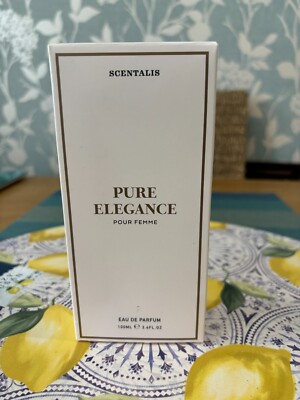 SCENTALIS
PURE
ELEGANCE
POUR FEMME
EAU DE PARFUM
100ML ℮ 3.4FL.OZ